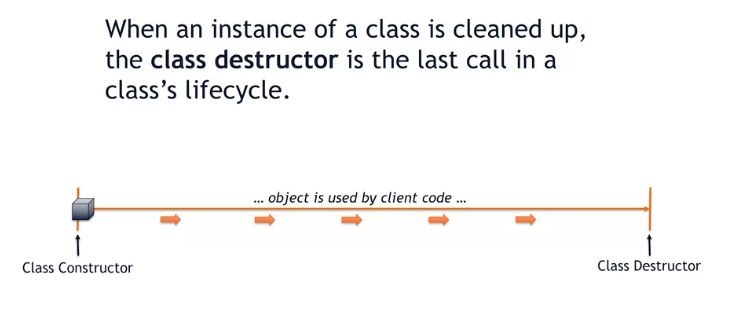 When an instance of a class is cleaned up,
the class destructor is the last call in a
class’s lifecycle.
... object is used by client code ...
Class Constructor
Class Destructor